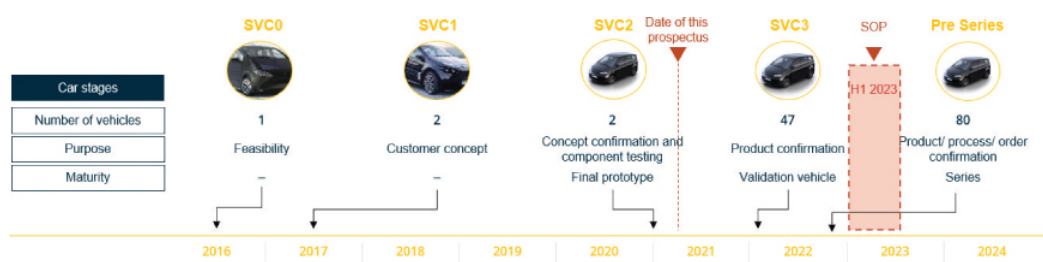 SVC0
SVC1
SVC2
Date of this
prospectus
SVC3
SOP
Pre Series
Car stages
H1 2023
Number of vehicles
1
2
2
47
80
Purpose
Feasibility
Customer concept
Concept confirmation and
component testing
Product confirmation
Product/ process/ order
confirmation
Maturity
–
–
Final prototype
Validation vehicle
Series
2016
2017
2018
2019
2020
2021
2022
2023
2024